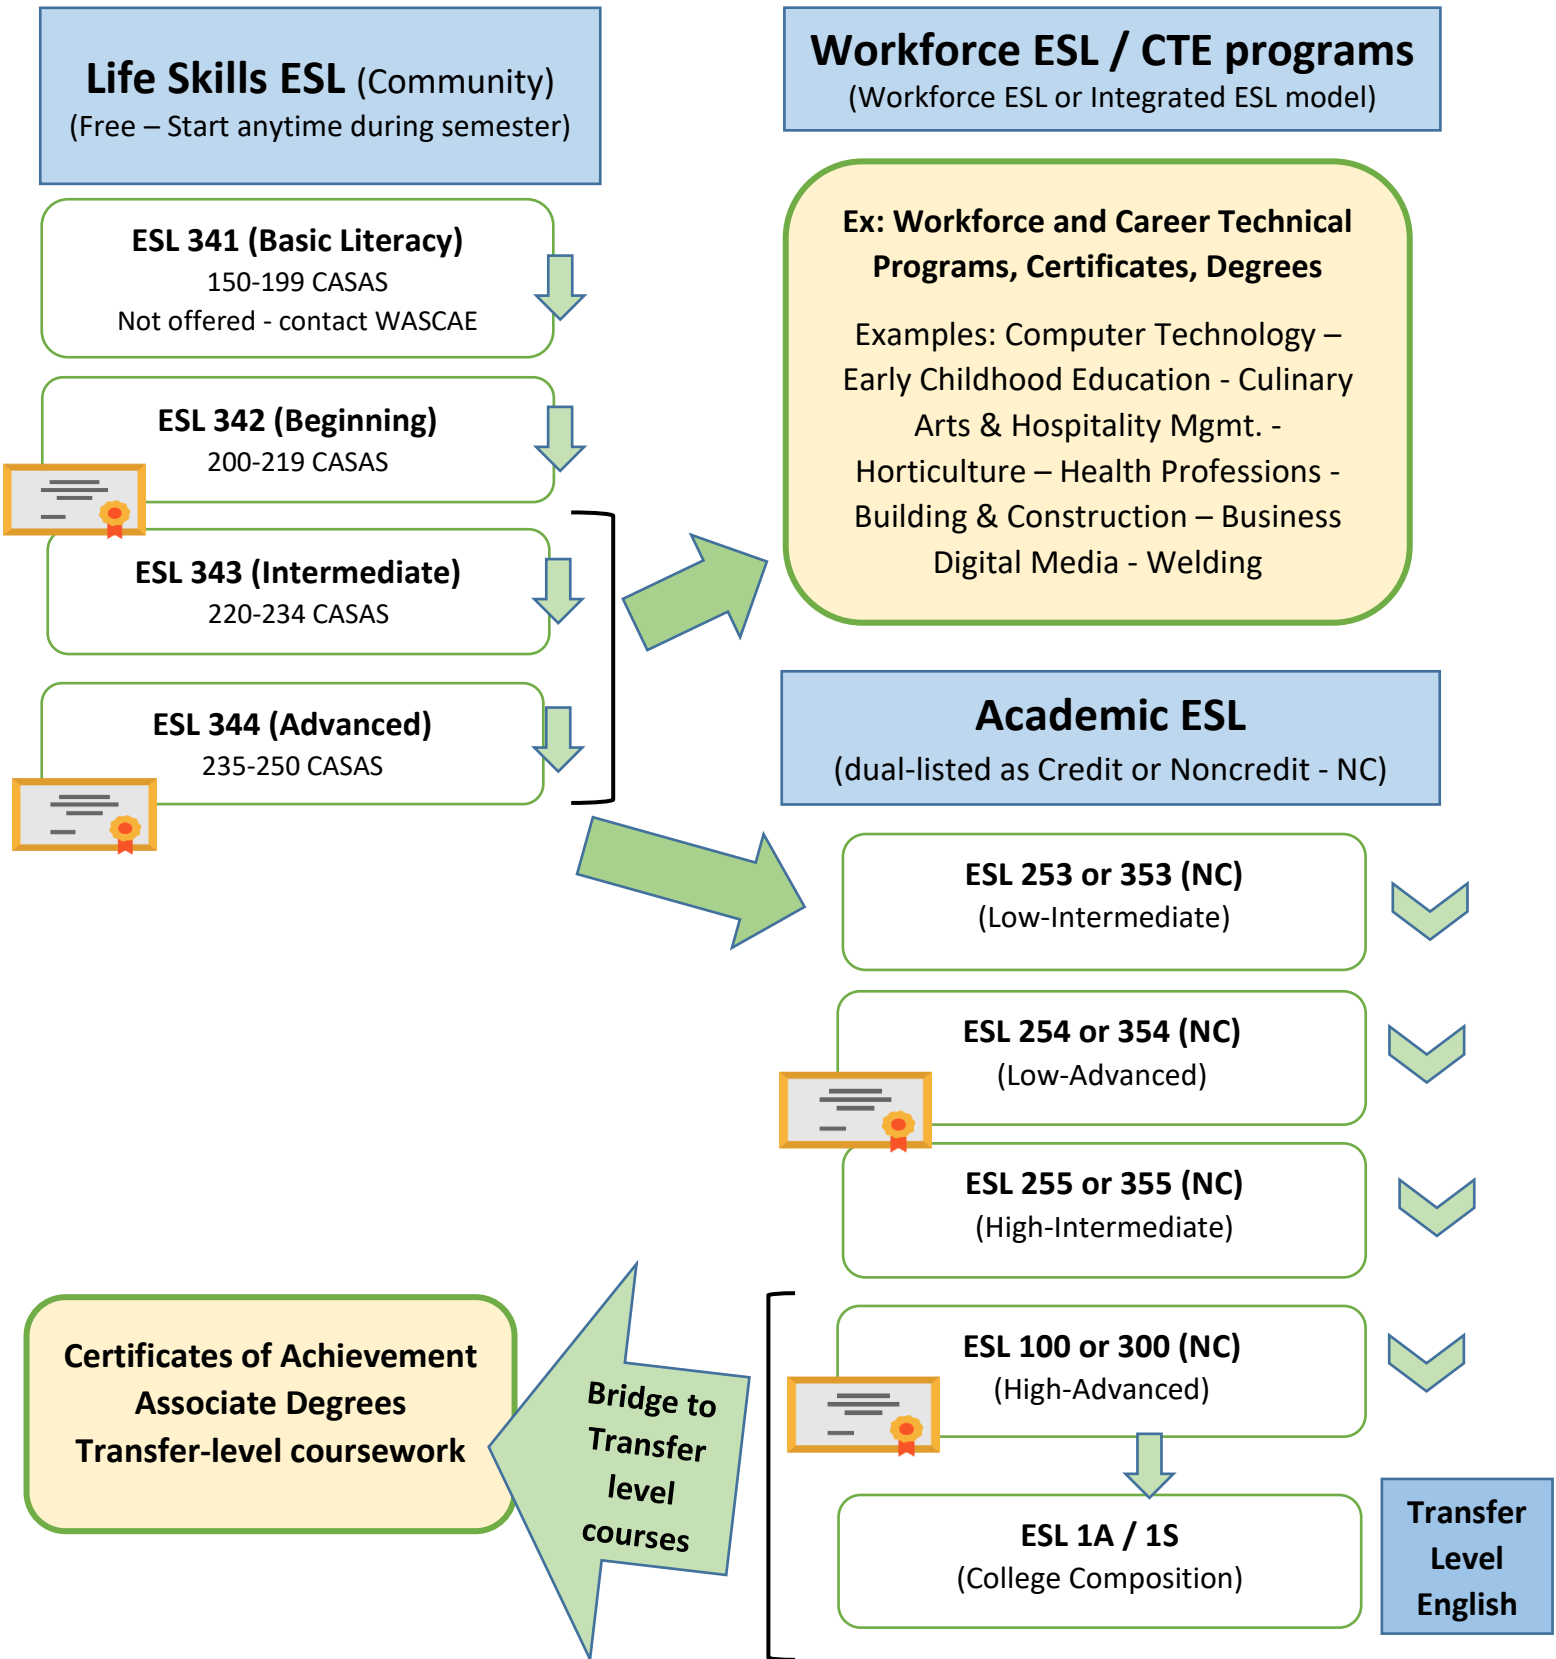 Life Skills ESL (Community)
(Free – Start anytime during semester)
ESL 341 (Basic Literacy)
150-199 CASAS
Not offered - contact WASCAE
ESL 342 (Beginning)
200-219 CASAS
ESL 343 (Intermediate)
220-234 CASAS
ESL 344 (Advanced)
235-250 CASAS
Workforce ESL / CTE programs
(Workforce ESL or Integrated ESL model)
Ex: Workforce and Career Technical
Programs, Certificates, Degrees
Examples: Computer Technology –
Early Childhood Education - Culinary
Arts & Hospitality Mgmt. -
Horticulture – Health Professions -
Building & Construction – Business
Digital Media - Welding
Academic ESL
(dual-listed as Credit or Noncredit - NC)
ESL 253 or 353 (NC)
(Low-Intermediate)
ESL 254 or 354 (NC)
(Low-Advanced)
ESL 255 or 355 (NC)
(High-Intermediate)
ESL 100 or 300 (NC)
(High-Advanced)
ESL 1A / 1S
(College Composition)
Transfer
Level
English
Bridge to
Transfer
level
courses
Certificates of Achievement
Associate Degrees
Transfer-level coursework